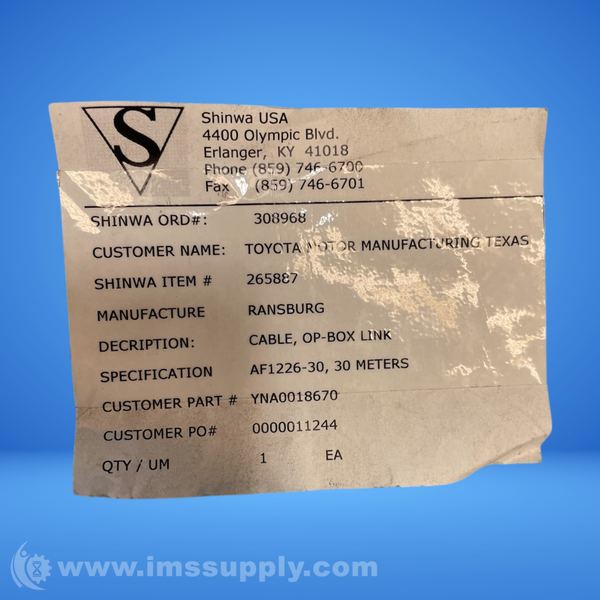 S
Shinwa USA
4400 Olympic Blvd.
Erlanger, KY 41018
Phone (859) 746-6700
Fax (859) 746-6701
SHINWA ORD#: 308968
CUSTOMER NAME: TOYOTA MOTOR MANUFACTURING TEXAS
SHINWA ITEM # 265887
MANUFACTURE RANSBURG
DECRIPTION: CABLE, OP-BOX LINK
SPECIFICATION AF1226-30, 30 METERS
CUSTOMER PART # YNA0018670
CUSTOMER PO# 0000011244
QTY / UM 1 EA
www.imssupply.com